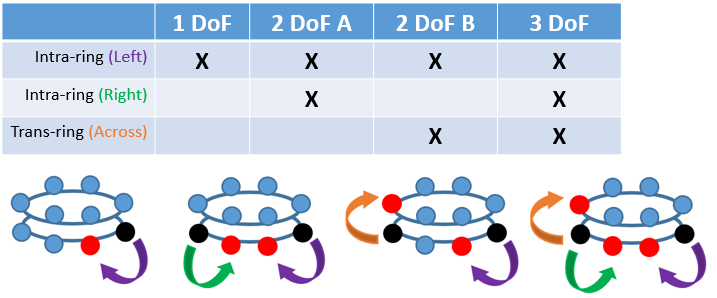 1 DoF 2 DoF A 2 DoF B 3 DoF
Intra-ring (Left) X X X X
Intra-ring (Right) X X
Trans-ring (Across) X X